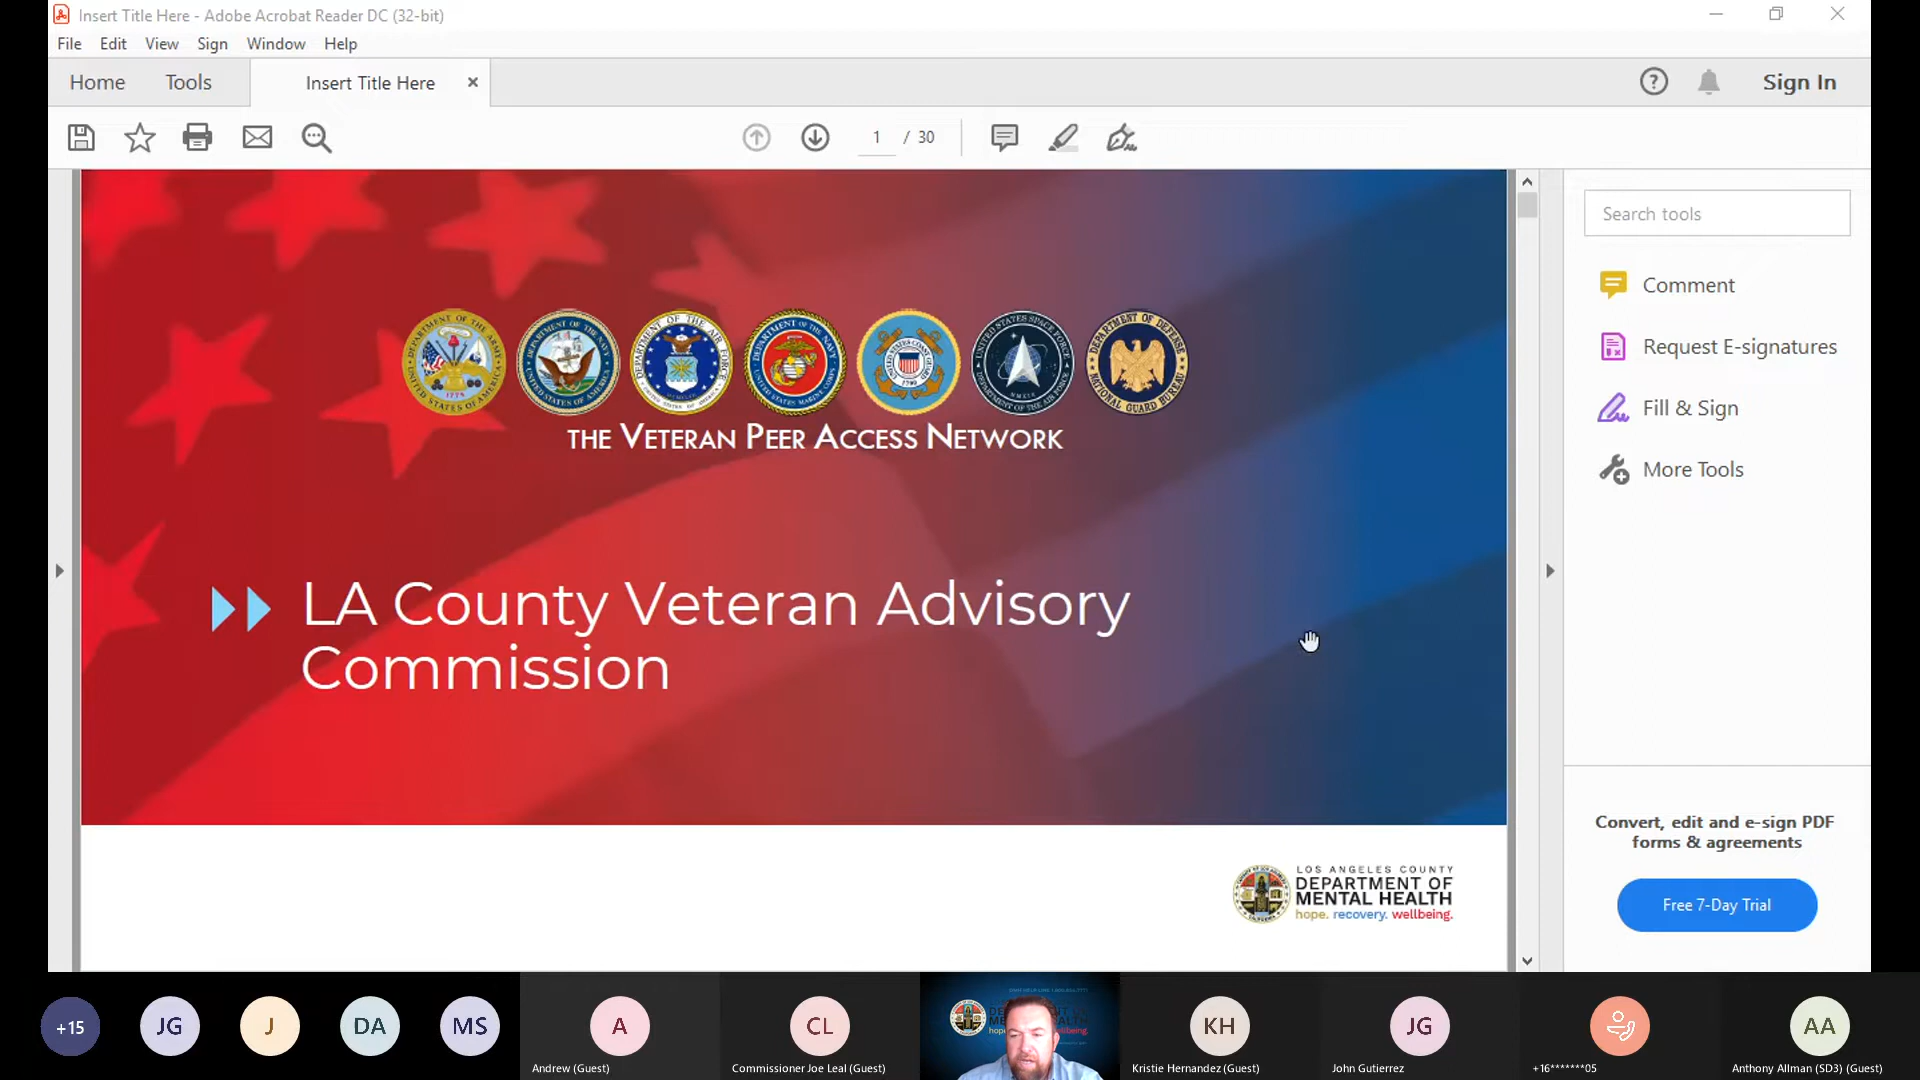 Insert Title Here - Adobe Acrobat Reader DC (32-bit)
File Edit View Sign Window Help
Home Tools Insert Title Here
Sign In
1 / 30
Search tools
Comment
Request E-signatures
Fill & Sign
More Tools
THE VETERAN PEER ACCESS NETWORK
LA County Veteran Advisory
Commission
LOS ANGELES COUNTY
DEPARTMENT OF
MENTAL HEALTH
hope. recovery. wellbeing.
Convert, edit and e-sign PDF
forms & agreements
Free 7-Day Trial
+15 JG J DA MS A CL KH JG AA
Andrew (Guest)
Commissioner Joe Leal (Guest)
Kristie Hernandez (Guest)
John Gutierrez
+16*******05
Anthony Allman (SD3) (Guest)